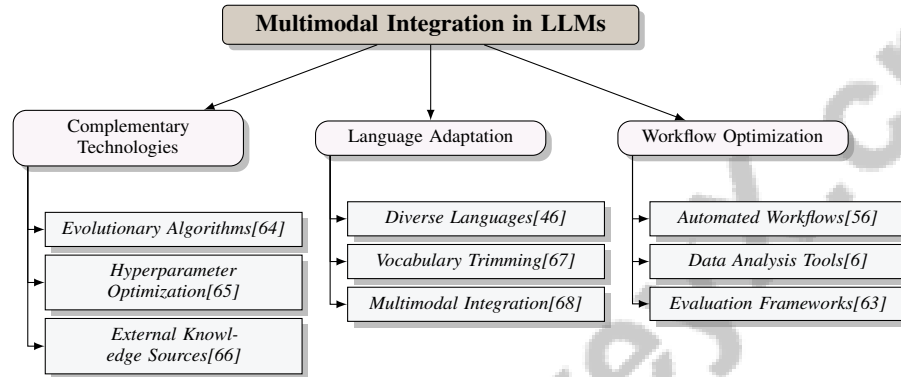 Multimodal Integration in LLMs
Complementary
Technologies
Language Adaptation
Workflow Optimization
Evolutionary Algorithms[64]
Hyperparameter
Optimization[65]
External Knowl-
edge Sources[66]
Diverse Languages[46]
Vocabulary Trimming[67]
Multimodal Integration[68]
Automated Workflows[56]
Data Analysis Tools[6]
Evaluation Frameworks[63]